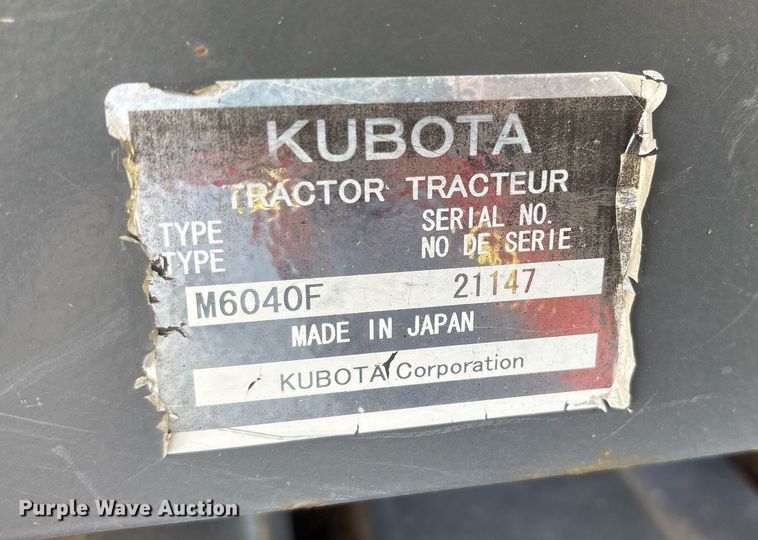 KUBOTA
TRACTOR TRACTEUR
TYPE SERIAL NO.
TYPE NO DE SERIE
M6040F 21147
MADE IN JAPAN
KUBOTA Corporation
Purple Wave Auction®